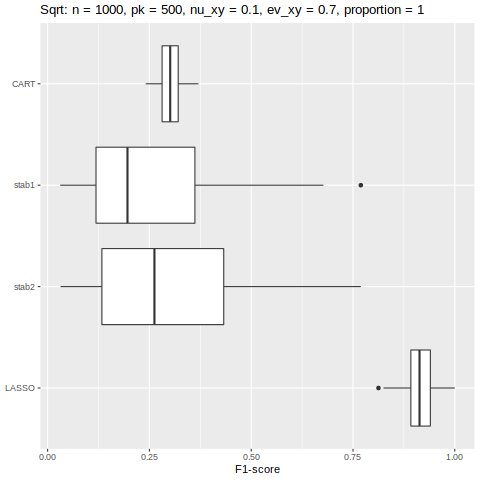 Sqrt: n = 1000, pk = 500, nu_xy = 0.1, ev_xy = 0.7, proportion = 1
CART
stab1
stab2
LASSO
0.00 0.25 0.50 0.75 1.00
F1-score